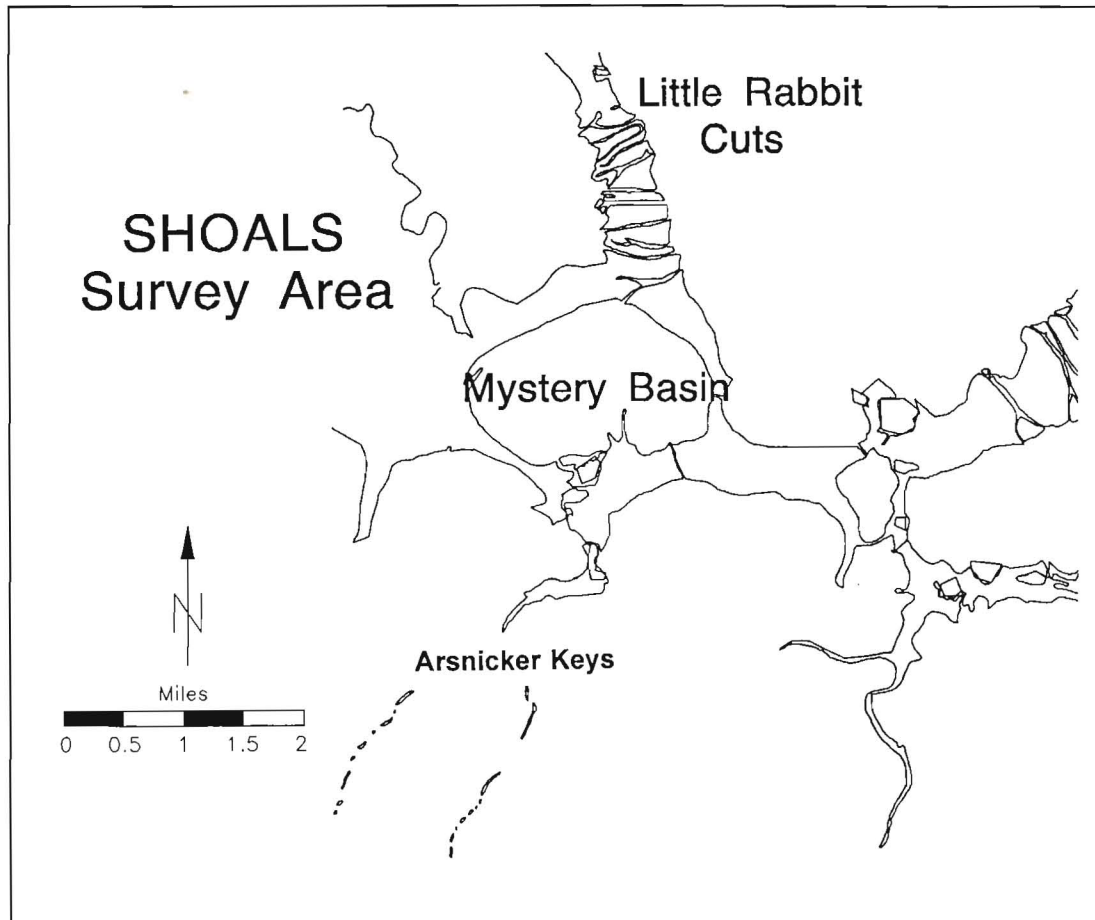 Little Rabbit
Cuts
SHOALS
Survey Area
Mystery Basin
N
Arsnicker Keys
Miles
0 0.5 1 1.5 2